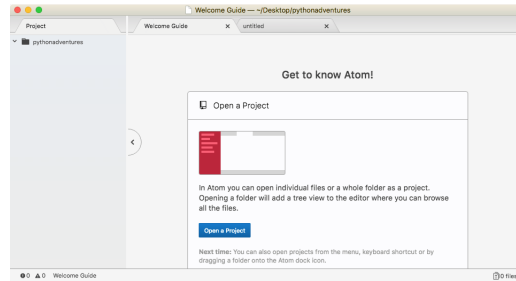 Welcome Guide — ~/Desktop/pythonadventures
Project
Welcome Guide
untitled
pythonadventures
Get to know Atom!
Open a Project
In Atom you can open individual files or a whole folder as a project.
Opening a folder will add a tree view to the editor where you can browse
all the files.
Open a Project
Next time: You can also open projects from the menu, keyboard shortcut or by
dragging a folder onto the Atom dock icon.
0 0 Welcome Guide
0 files